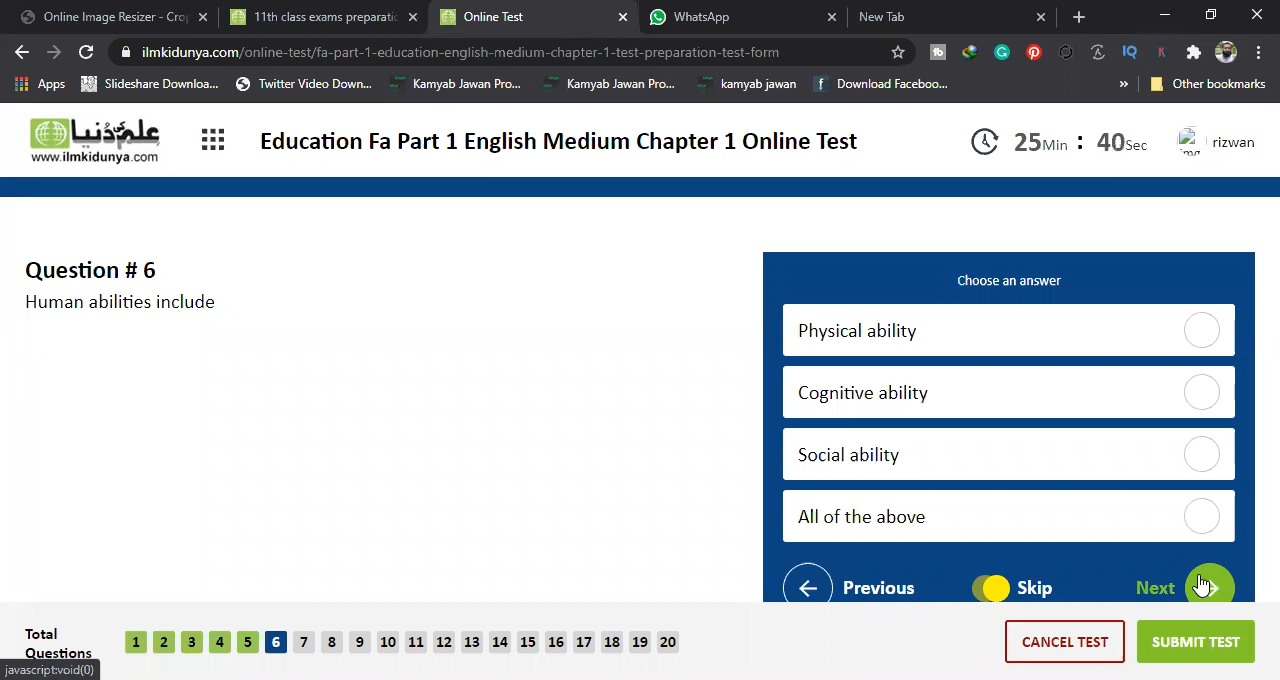 Online Image Resizer - Crop
11th class exams preparatio
Online Test
WhatsApp
New Tab
ilmkidunya.com/online-test/fa-part-1-education-english-medium-chapter-1-test-preparation-test-form
Apps
Slideshare Downloa...
Twitter Video Down...
Kamyab Jawan Pro...
Kamyab Jawan Pro...
kamyab jawan
Download Faceboo...
»
Other bookmarks
علم کی دنیا
www.ilmkidunya.com
Education Fa Part 1 English Medium Chapter 1 Online Test
25Min : 40Sec
img
rizwan
Question # 6
Human abilities include
Choose an answer
Physical ability
Cognitive ability
Social ability
All of the above
Previous
Skip
Next
Total
Questions
1 2 3 4 5 6 7 8 9 10 11 12 13 14 15 16 17 18 19 20
CANCEL TEST
SUBMIT TEST
javascript:void(0)